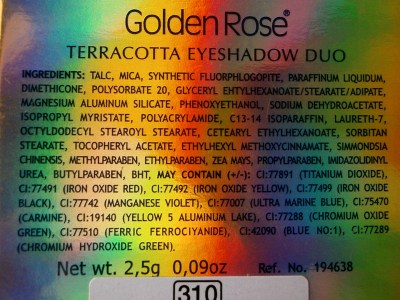 Golden Rose®
TERRACOTTA EYESHADOW DUO
INGREDIENTS: TALC, MICA, SYNTHETIC FLUORPHLOGOPITE, PARAFFINUM LIQUIDUM,
DIMETHICONE, POLYSORBATE 20, GLYCERYL EHTYLHEXANOATE/STEARATE/ADIPATE,
MAGNESIUM ALUMINUM SILICATE, PHENOXYETHANOL, SODIUM DEHYDROACETATE,
ISOPROPYL MYRISTATE, POLYACRYLAMIDE, C13-14 ISOPARAFFIN, LAURETH-7,
OCTYLDODECYL STEAROYL STEARATE, CETEARYL ETHYLHEXANOATE, SORBITAN
STEARATE, TOCOPHERYL ACETATE, ETHYLHEXYL METHOXYCINNAMATE, SIMMONDSIA
CHINENSIS, METHYLPARABEN, ETHYLPARABEN, ZEA MAYS, PROPYLPARABEN, IMIDAZOLIDINYL
UREA, BUTYLPARABEN, BHT, MAY CONTAIN (+/-): CI:77891 (TITANIUM DIOXIDE),
CI:77491 (IRON OXIDE RED), CI:77492 (IRON OXIDE YELLOW), CI:77499 (IRON OXIDE
BLACK), CI:77742 (MANGANESE VIOLET), CI:77007 (ULTRA MARINE BLUE), CI:75470
(CARMINE), CI:19140 (YELLOW 5 ALUMINUM LAKE), CI:77288 (CHROMIUM OXIDE
GREEN), CI:77510 (FERRIC FERROCIYANIDE), CI:42090 (BLUE NO:1), CI:77289
(CHROMIUM HYDROXIDE GREEN).
Net wt. 2,5g 0,09oz Ref. No. 194638
310